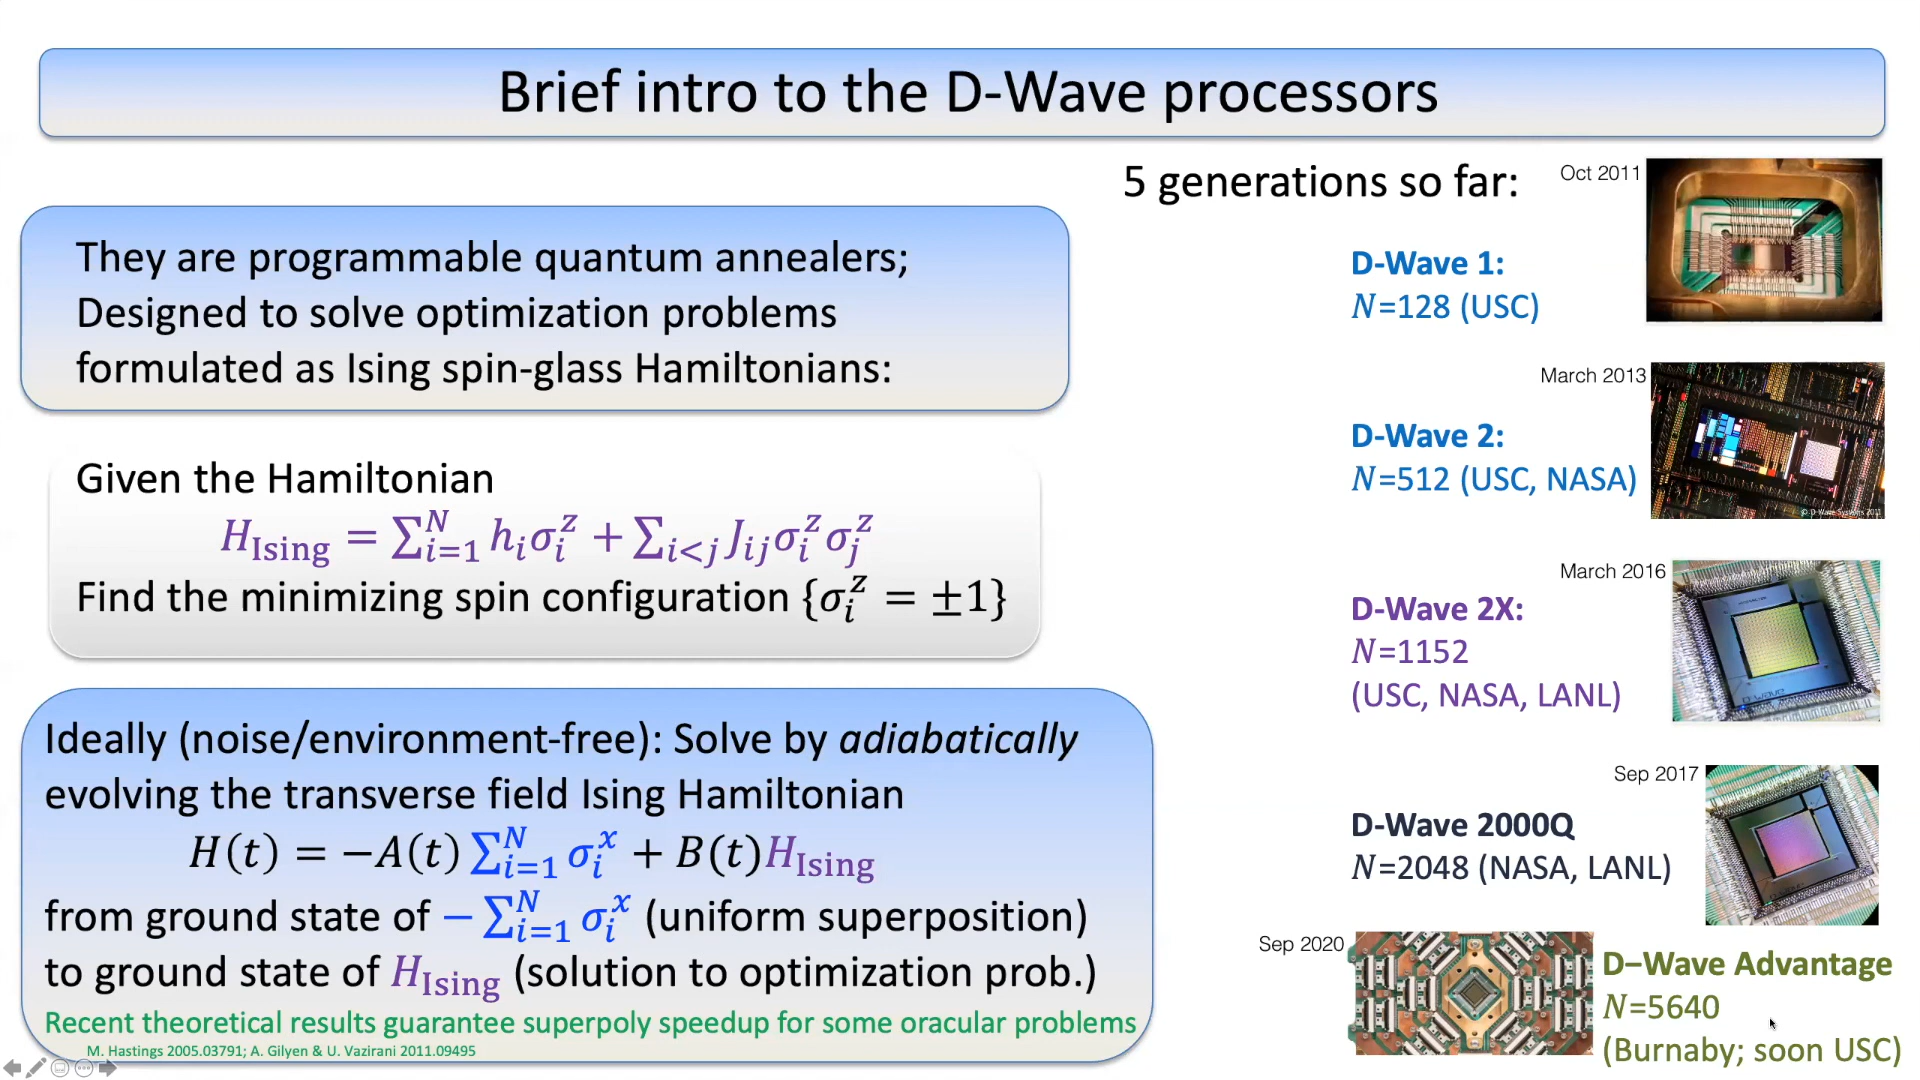 Brief intro to the D-Wave processors
They are programmable quantum annealers;
Designed to solve optimization problems
formulated as Ising spin-glass Hamiltonians:
Given the Hamiltonian
H_Ising = ∑_{i=1}^{N} h_i σ_i^z + ∑_{i<j} J_{ij} σ_i^z σ_j^z
Find the minimizing spin configuration {σ_i^z = ±1}
Ideally (noise/environment-free): Solve by adiabatically
evolving the transverse field Ising Hamiltonian
H(t) = −A(t) ∑_{i=1}^{N} σ_i^x + B(t)H_Ising
from ground state of − ∑_{i=1}^{N} σ_i^x (uniform superposition)
to ground state of H_Ising (solution to optimization prob.)
Recent theoretical results guarantee superpoly speedup for some oracular problems
M. Hastings 2005.03791; A. Gilyen & U. Vazirani 2011.09495
5 generations so far:
Oct 2011
D-Wave 1:
N=128 (USC)
March 2013
D-Wave 2:
N=512 (USC, NASA)
© D-Wave Systems 2011
March 2016
D-Wave 2X:
N=1152
(USC, NASA, LANL)
D-Wave
Sep 2017
D-Wave 2000Q
N=2048 (NASA, LANL)
Sep 2020
D–Wave Advantage
N=5640
(Burnaby; soon USC)